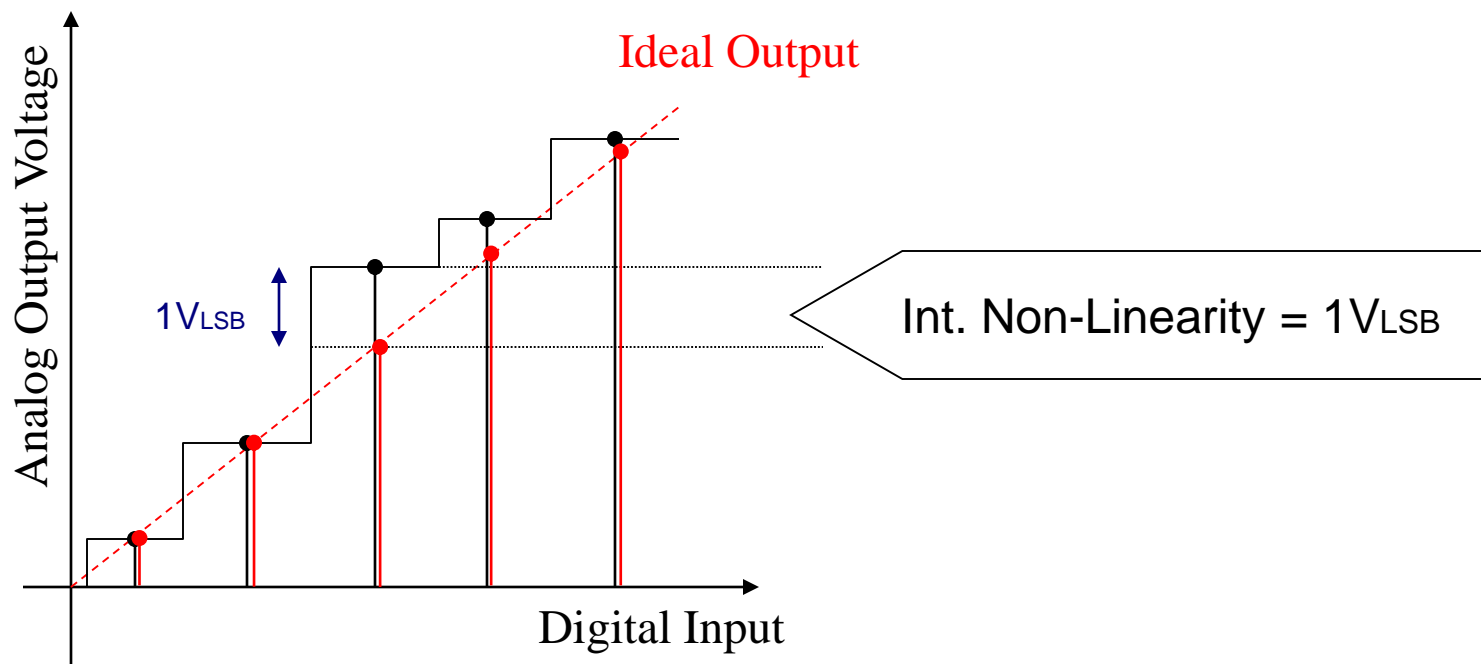 Ideal Output
Analog Output Voltage
1VLSB
Int. Non-Linearity = 1VLSB
Digital Input